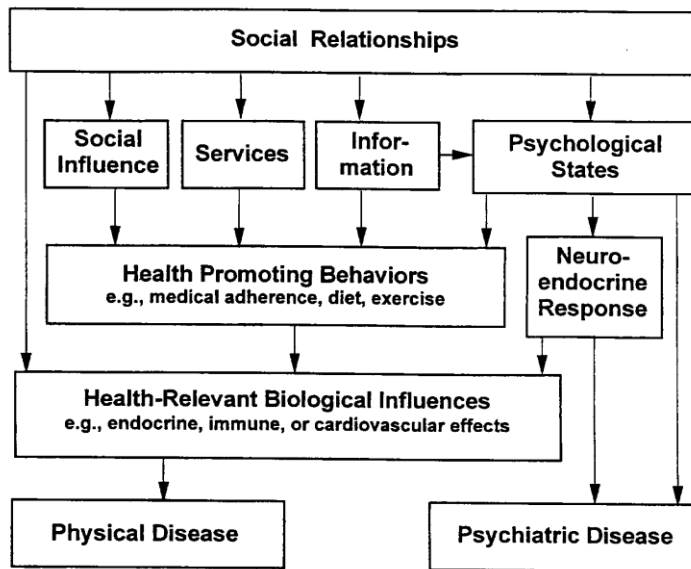 Social Relationships
Social
Influence
Services
Infor-
mation
Psychological
States
Health Promoting Behaviors
e.g., medical adherence, diet, exercise
Neuro-
endocrine
Response
Health-Relevant Biological Influences
e.g., endocrine, immune, or cardiovascular effects
Physical Disease
Psychiatric Disease